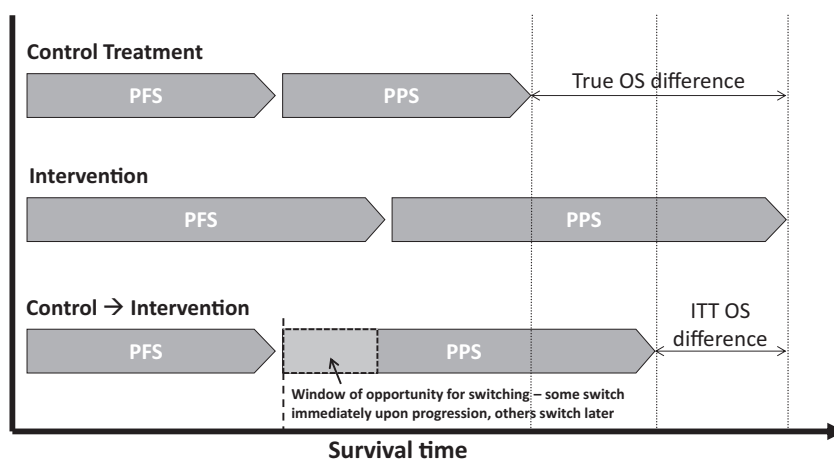 Control Treatment
PFS
PPS
True OS difference
Intervention
PFS
PPS
Control → Intervention
ITT OS
difference
PFS
PPS
Window of opportunity for switching – some switch
immediately upon progression, others switch later
Survival time